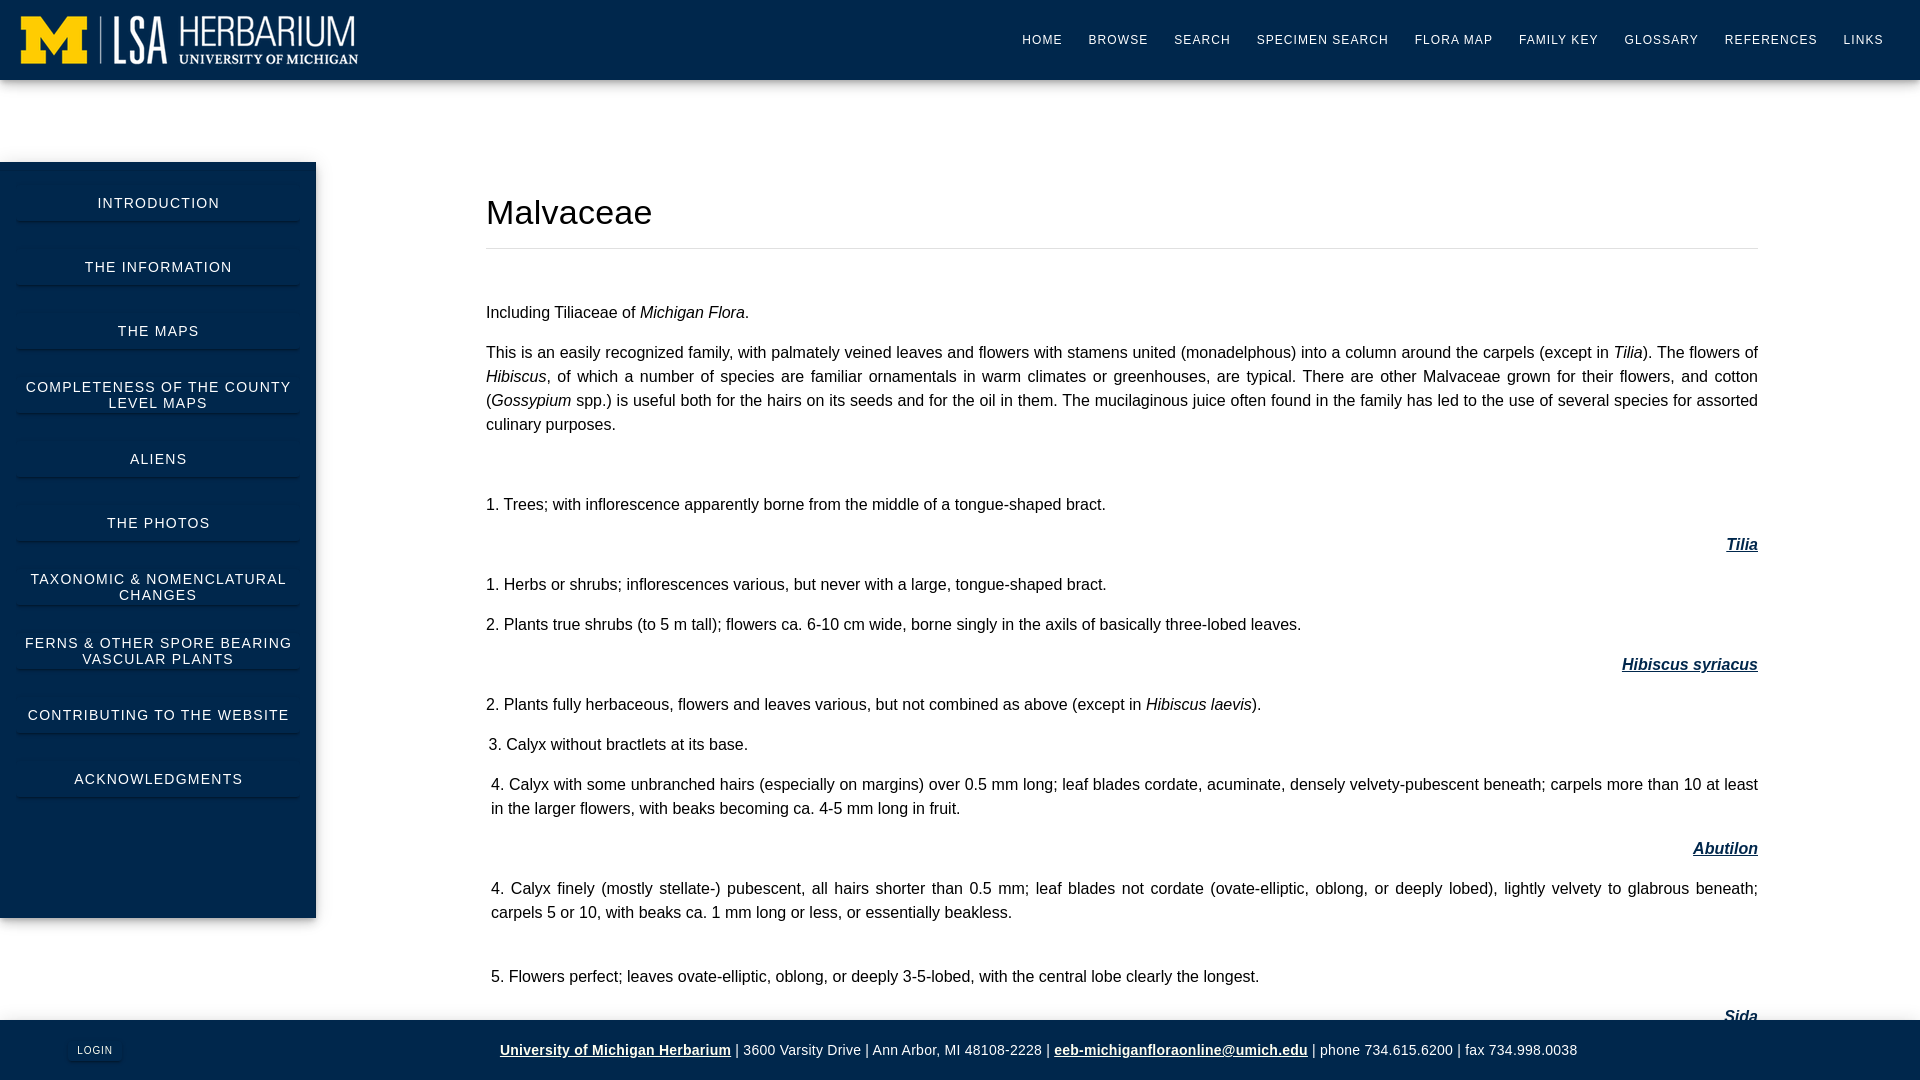 M | LSA HERBARIUM
UNIVERSITY OF MICHIGAN
HOME BROWSE SEARCH SPECIMEN SEARCH FLORA MAP FAMILY KEY GLOSSARY REFERENCES LINKS
INTRODUCTION
THE INFORMATION
THE MAPS
COMPLETENESS OF THE COUNTY
LEVEL MAPS
ALIENS
THE PHOTOS
TAXONOMIC & NOMENCLATURAL
CHANGES
FERNS & OTHER SPORE BEARING
VASCULAR PLANTS
CONTRIBUTING TO THE WEBSITE
ACKNOWLEDGMENTS
Malvaceae
Including Tiliaceae of Michigan Flora.
This is an easily recognized family, with palmately veined leaves and flowers with stamens united (monadelphous) into a column around the carpels (except in Tilia). The flowers of
Hibiscus, of which a number of species are familiar ornamentals in warm climates or greenhouses, are typical. There are other Malvaceae grown for their flowers, and cotton
(Gossypium spp.) is useful both for the hairs on its seeds and for the oil in them. The mucilaginous juice often found in the family has led to the use of several species for assorted
culinary purposes.
1. Trees; with inflorescence apparently borne from the middle of a tongue-shaped bract.
Tilia
1. Herbs or shrubs; inflorescences various, but never with a large, tongue-shaped bract.
2. Plants true shrubs (to 5 m tall); flowers ca. 6-10 cm wide, borne singly in the axils of basically three-lobed leaves.
Hibiscus syriacus
2. Plants fully herbaceous, flowers and leaves various, but not combined as above (except in Hibiscus laevis).
3. Calyx without bractlets at its base.
4. Calyx with some unbranched hairs (especially on margins) over 0.5 mm long; leaf blades cordate, acuminate, densely velvety-pubescent beneath; carpels more than 10 at least
in the larger flowers, with beaks becoming ca. 4-5 mm long in fruit.
Abutilon
4. Calyx finely (mostly stellate-) pubescent, all hairs shorter than 0.5 mm; leaf blades not cordate (ovate-elliptic, oblong, or deeply lobed), lightly velvety to glabrous beneath;
carpels 5 or 10, with beaks ca. 1 mm long or less, or essentially beakless.
5. Flowers perfect; leaves ovate-elliptic, oblong, or deeply 3-5-lobed, with the central lobe clearly the longest.
Sida
LOGIN
University of Michigan Herbarium | 3600 Varsity Drive | Ann Arbor, MI 48108-2228 | eeb-michiganfloraonline@umich.edu | phone 734.615.6200 | fax 734.998.0038